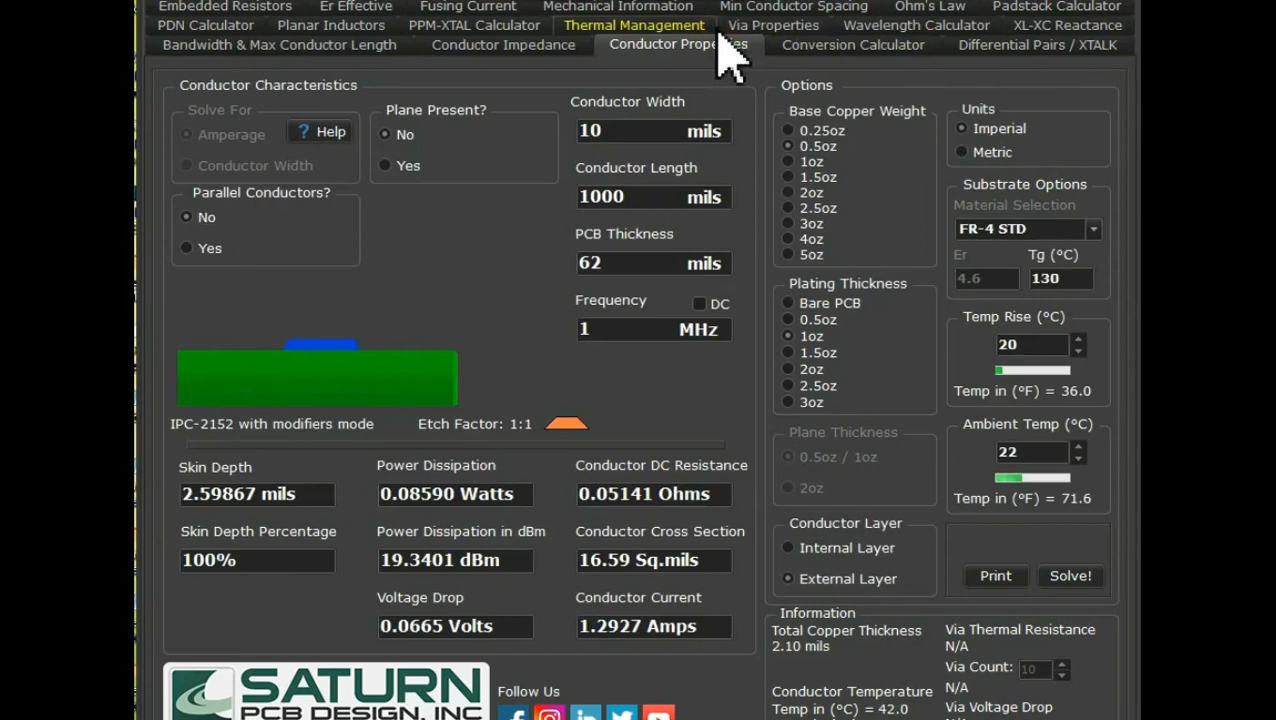 Embedded Resistors Er Effective Fusing Current Mechanical Information Min Conductor Spacing Ohm's Law Padstack Calculator
PDN Calculator Planar Inductors PPM-XTAL Calculator Thermal Management Via Properties Wavelength Calculator XL-XC Reactance
Bandwidth & Max Conductor Length Conductor Impedance Conductor Properties Conversion Calculator Differential Pairs / XTALK
Conductor Characteristics
Solve For
Amperage
? Help
Conductor Width
Plane Present?
No
Yes
Parallel Conductors?
No
Yes
Conductor Width
10 mils
Conductor Length
1000 mils
PCB Thickness
62 mils
Frequency DC
1 MHz
IPC-2152 with modifiers mode Etch Factor: 1:1
Skin Depth
2.59867 mils
Skin Depth Percentage
100%
Power Dissipation
0.08590 Watts
Power Dissipation in dBm
19.3401 dBm
Voltage Drop
0.0665 Volts
Conductor DC Resistance
0.05141 Ohms
Conductor Cross Section
16.59 Sq.mils
Conductor Current
1.2927 Amps
Options
Base Copper Weight
0.25oz
0.5oz
1oz
1.5oz
2oz
2.5oz
3oz
4oz
5oz
Plating Thickness
Bare PCB
0.5oz
1oz
1.5oz
2oz
2.5oz
3oz
Plane Thickness
0.5oz / 1oz
2oz
Conductor Layer
Internal Layer
External Layer
Units
Imperial
Metric
Substrate Options
Material Selection
FR-4 STD
Er Tg (°C)
4.6 130
Temp Rise (°C)
20
Temp in (°F) = 36.0
Ambient Temp (°C)
22
Temp in (°F) = 71.6
Print Solve!
Information
Total Copper Thickness
2.10 mils
Conductor Temperature
Temp in (°C) = 42.0
Via Thermal Resistance
N/A
Via Count: 10
N/A
Via Voltage Drop
N/A
SATURN
PCB DESIGN, INC
Follow Us